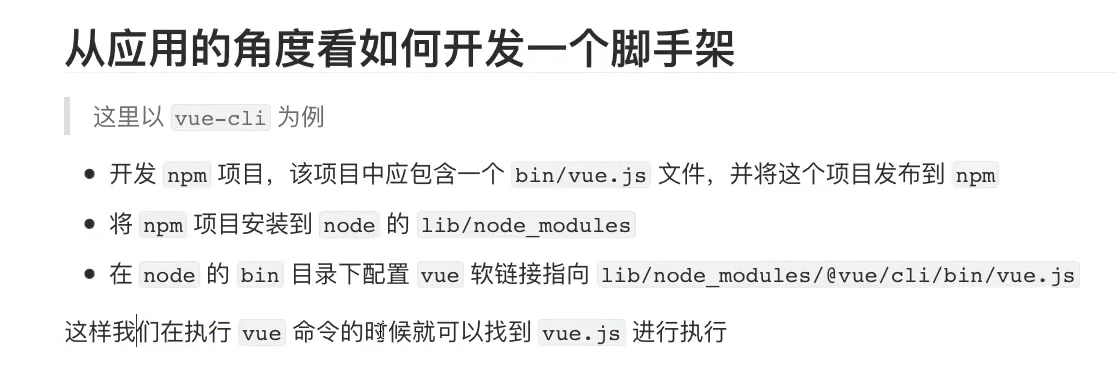 从应用的角度看如何开发一个脚手架
这里以 vue-cli 为例
开发 npm 项目，该项目中应包含一个 bin/vue.js 文件，并将这个项目发布到 npm
将 npm 项目安装到 node 的 lib/node_modules
在 node 的 bin 目录下配置 vue 软链接指向 lib/node_modules/@vue/cli/bin/vue.js
这样我们在执行 vue 命令的时候就可以找到 vue.js 进行执行